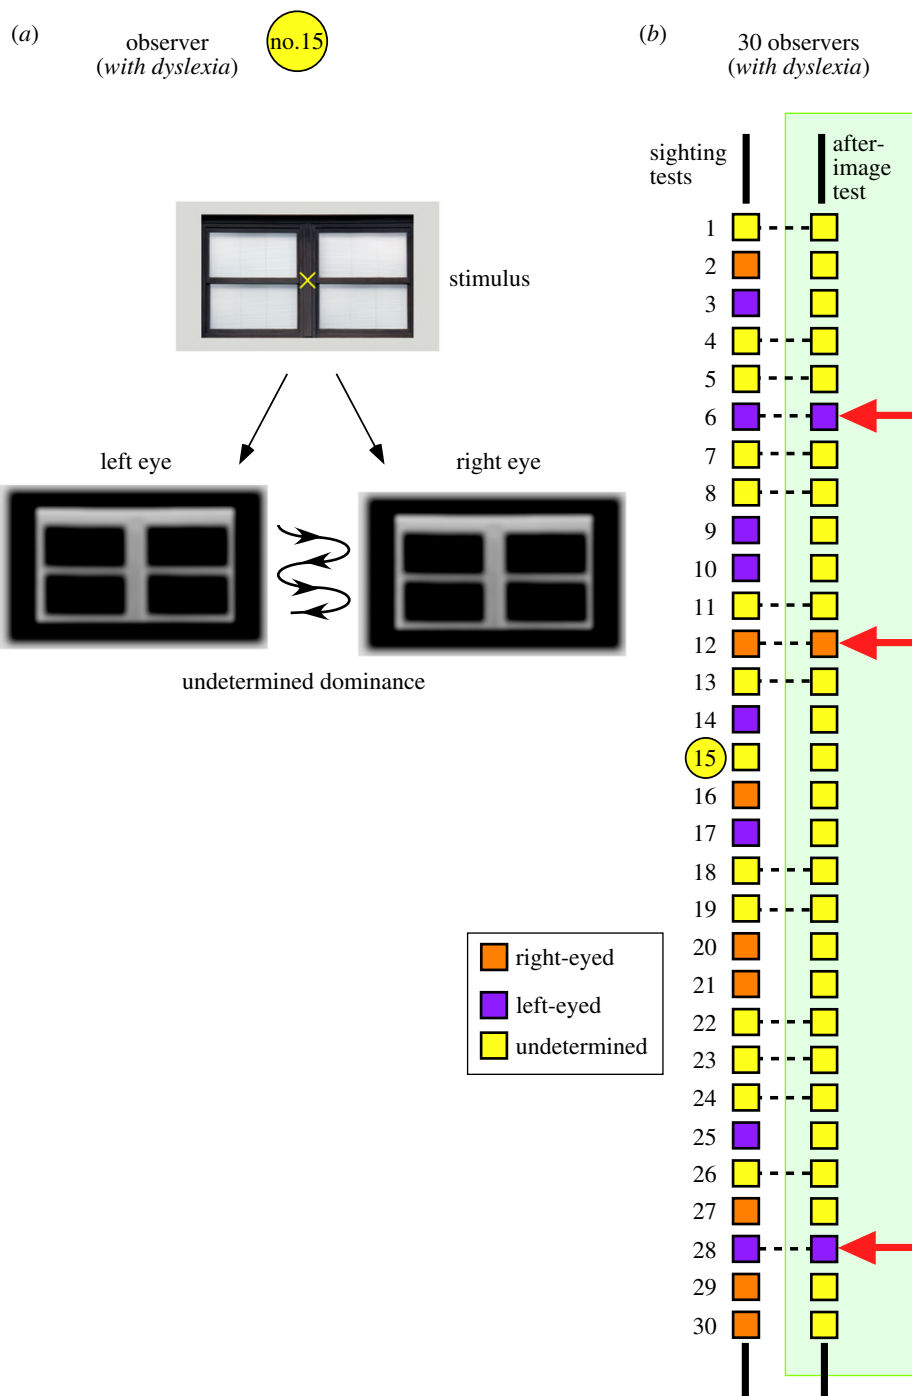 (a)
observer
(with dyslexia)
no.15
stimulus
left eye
right eye
undetermined dominance
right-eyed
left-eyed
undetermined
(b)
30 observers
(with dyslexia)
sighting
tests
after-
image
test
1
2
3
4
5
6
7
8
9
10
11
12
13
14
15
16
17
18
19
20
21
22
23
24
25
26
27
28
29
30